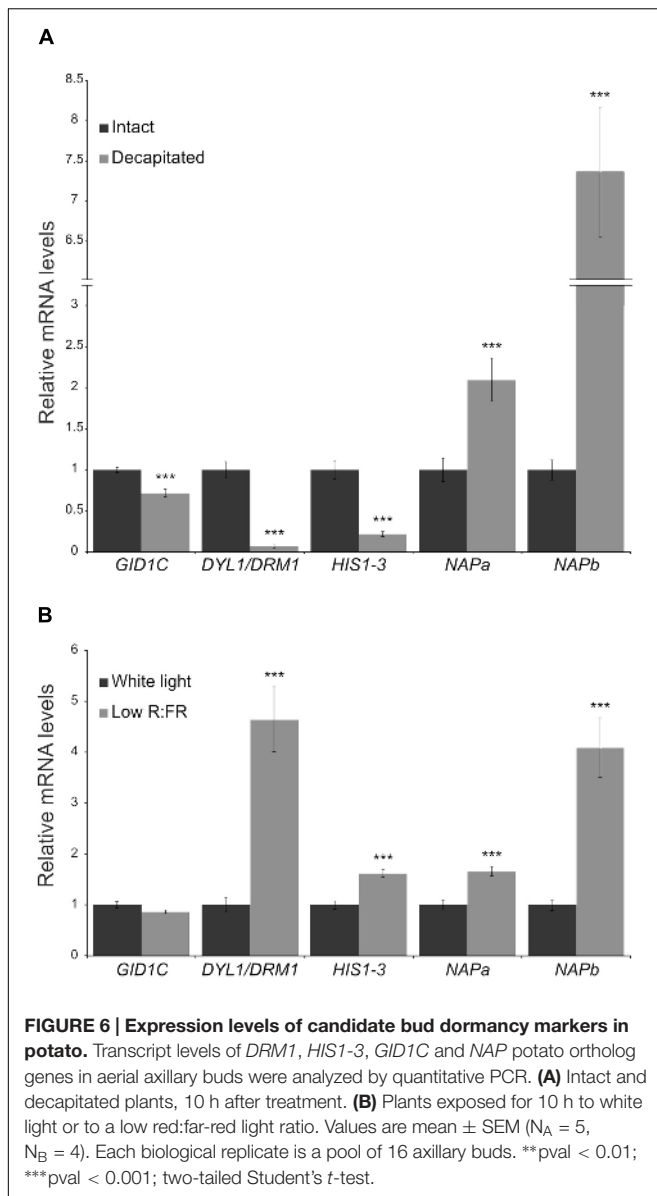 A
8.5
8
7.5
7
6.5
3
2.5
2
1.5
1
0.5
0
Relative mRNA levels
Intact
Decapitated
***
***
***
***
***
GID1C DYL1/DRM1 HIS1-3 NAPa NAPb
B
6
5
4
3
2
1
0
Relative mRNA levels
White light
Low R:FR
***
***
***
***
GID1C DYL1/DRM1 HIS1-3 NAPa NAPb
FIGURE 6 | Expression levels of candidate bud dormancy markers in
potato. Transcript levels of DRM1, HIS1-3, GID1C and NAP potato ortholog
genes in aerial axillary buds were analyzed by quantitative PCR. (A) Intact and
decapitated plants, 10 h after treatment. (B) Plants exposed for 10 h to white
light or to a low red:far-red light ratio. Values are mean ± SEM (NA = 5,
NB = 4). Each biological replicate is a pool of 16 axillary buds. **pval < 0.01;
***pval < 0.001; two-tailed Student's t-test.